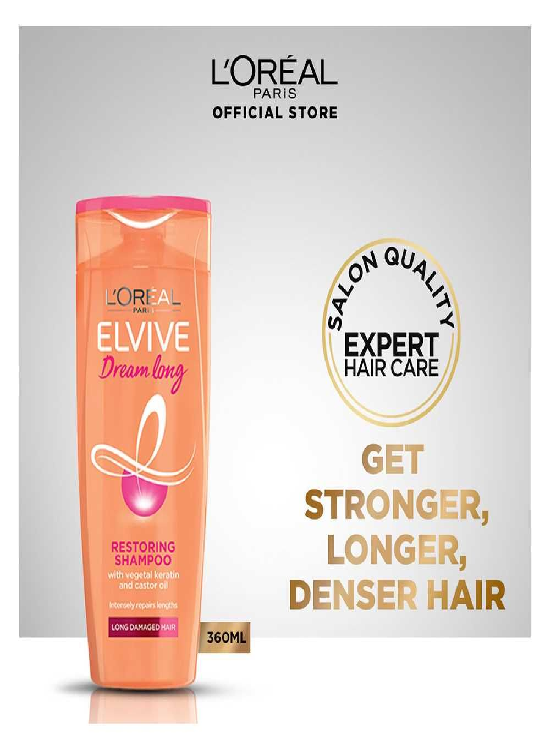 L'ORÉAL
PARIS
OFFICIAL STORE
L'ORÉAL
PARIS
ELVIVE
Dream long
RESTORING
SHAMPOO
with vegetal keratin
and castor oil
Intensely repairs lengths
LONG DAMAGED HAIR
360ML
SALON QUALITY
EXPERT
HAIR CARE
GET
STRONGER,
LONGER,
DENSER HAIR